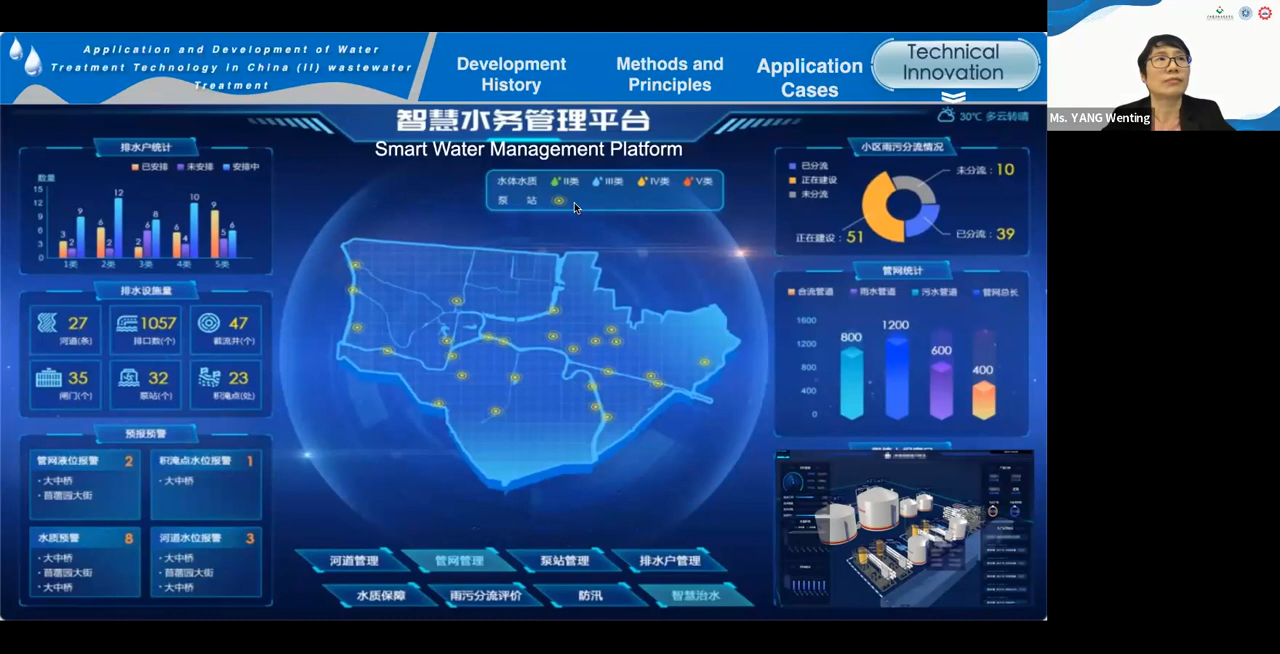 Application and Development of Water
Treatment Technology in China (II) wastewater
Treatment
Development
History
Methods and
Principles
Application
Cases
Technical
Innovation
Ms. YANG Wenting
智慧水务管理平台
Smart Water Management Platform
30℃ 多云转晴
排水户统计
已安排 未安排 安排中
数量
15
12
9
6
3
0
3 2 9
6 2 12
2 6 8
6 4 10
9 5 6
1类 2类 3类 4类 5类
水体水质 II类 III类 IV类 V类
泵 站
小区雨污分流情况
已分流
正在建设
未分流
未分流：10
正在建设：51
已分流：39
排水设施量
27
河道(条)
1057
排口数(个)
47
截流井(个)
35
闸门(个)
32
泵站(个)
23
积淹点(处)
管网统计
合流管道 雨水管道 污水管道 管网总长
1600
1200
800
400
0
800
1200
600
400
预报预警
管网液位报警 2
·大中桥
·苜蓿园大街
积淹点水位报警 1
·大中桥
水质预警 8
·大中桥
·苜蓿园大街
·大中桥
河道水位报警 3
·大中桥
·苜蓿园大街
·大中桥
河道管理 管网管理 泵站管理 排水户管理
水质保障 雨污分流评价 防汛 智慧治水